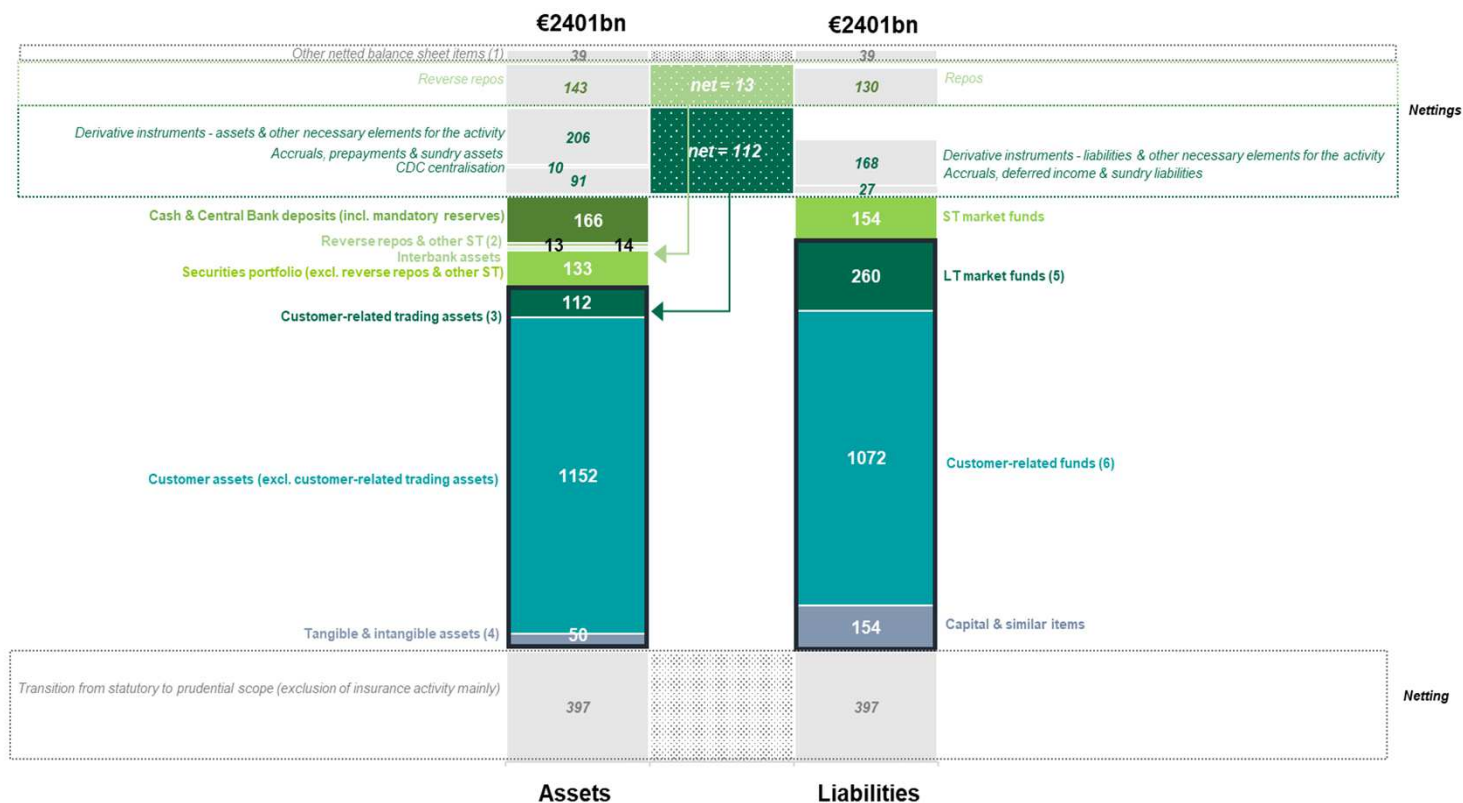 €2401bn
€2401bn
Other netted balance sheet items (1)
39
39
Reverse repos
143
net = 13
130
Repos
Nettings
Derivative instruments - assets & other necessary elements for the activity
206
Accruals, prepayments & sundry assets
net = 112
168
Derivative instruments - liabilities & other necessary elements for the activity
CDC centralisation
10
91
27
Accruals, deferred income & sundry liabilities
Cash & Central Bank deposits (incl. mandatory reserves)
166
154
ST market funds
Reverse repos & other ST (2)
13
14
Interbank assets
Securities portfolio (excl. reverse repos & other ST)
133
260
LT market funds (5)
112
Customer-related trading assets (3)
1072
Customer-related funds (6)
Customer assets (excl. customer-related trading assets)
1152
Tangible & intangible assets (4)
50
154
Capital & similar items
Transition from statutory to prudential scope (exclusion of insurance activity mainly)
397
397
Netting
Assets
Liabilities